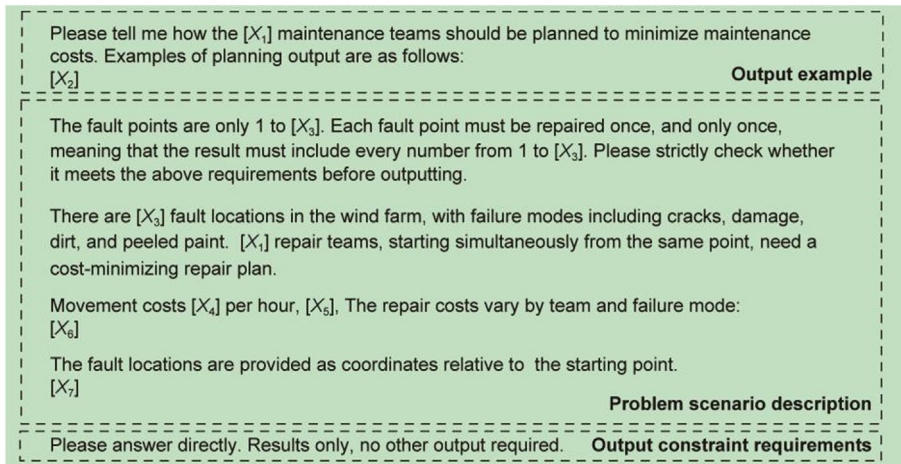 Please tell me how the [X₁] maintenance teams should be planned to minimize maintenance
costs. Examples of planning output are as follows:
[X₂]
Output example
The fault points are only 1 to [X₃]. Each fault point must be repaired once, and only once,
meaning that the result must include every number from 1 to [X₃]. Please strictly check whether
it meets the above requirements before outputting.
There are [X₃] fault locations in the wind farm, with failure modes including cracks, damage,
dirt, and peeled paint. [X₁] repair teams, starting simultaneously from the same point, need a
cost-minimizing repair plan.
Movement costs [X₄] per hour, [X₅], The repair costs vary by team and failure mode:
[X₆]
The fault locations are provided as coordinates relative to the starting point.
[X₇]
Problem scenario description
Please answer directly. Results only, no other output required. Output constraint requirements